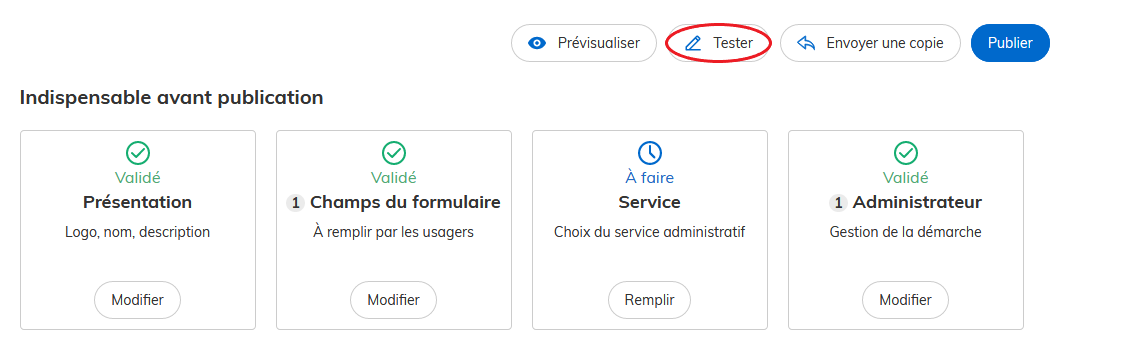 Prévisualiser Tester Envoyer une copie Publier
Indispensable avant publication
Validé Validé À faire Validé
Présentation 1 Champs du formulaire Service 1 Administrateur
Logo, nom, description À remplir par les usagers Choix du service administratif Gestion de la démarche
Modifier Modifier Remplir Modifier